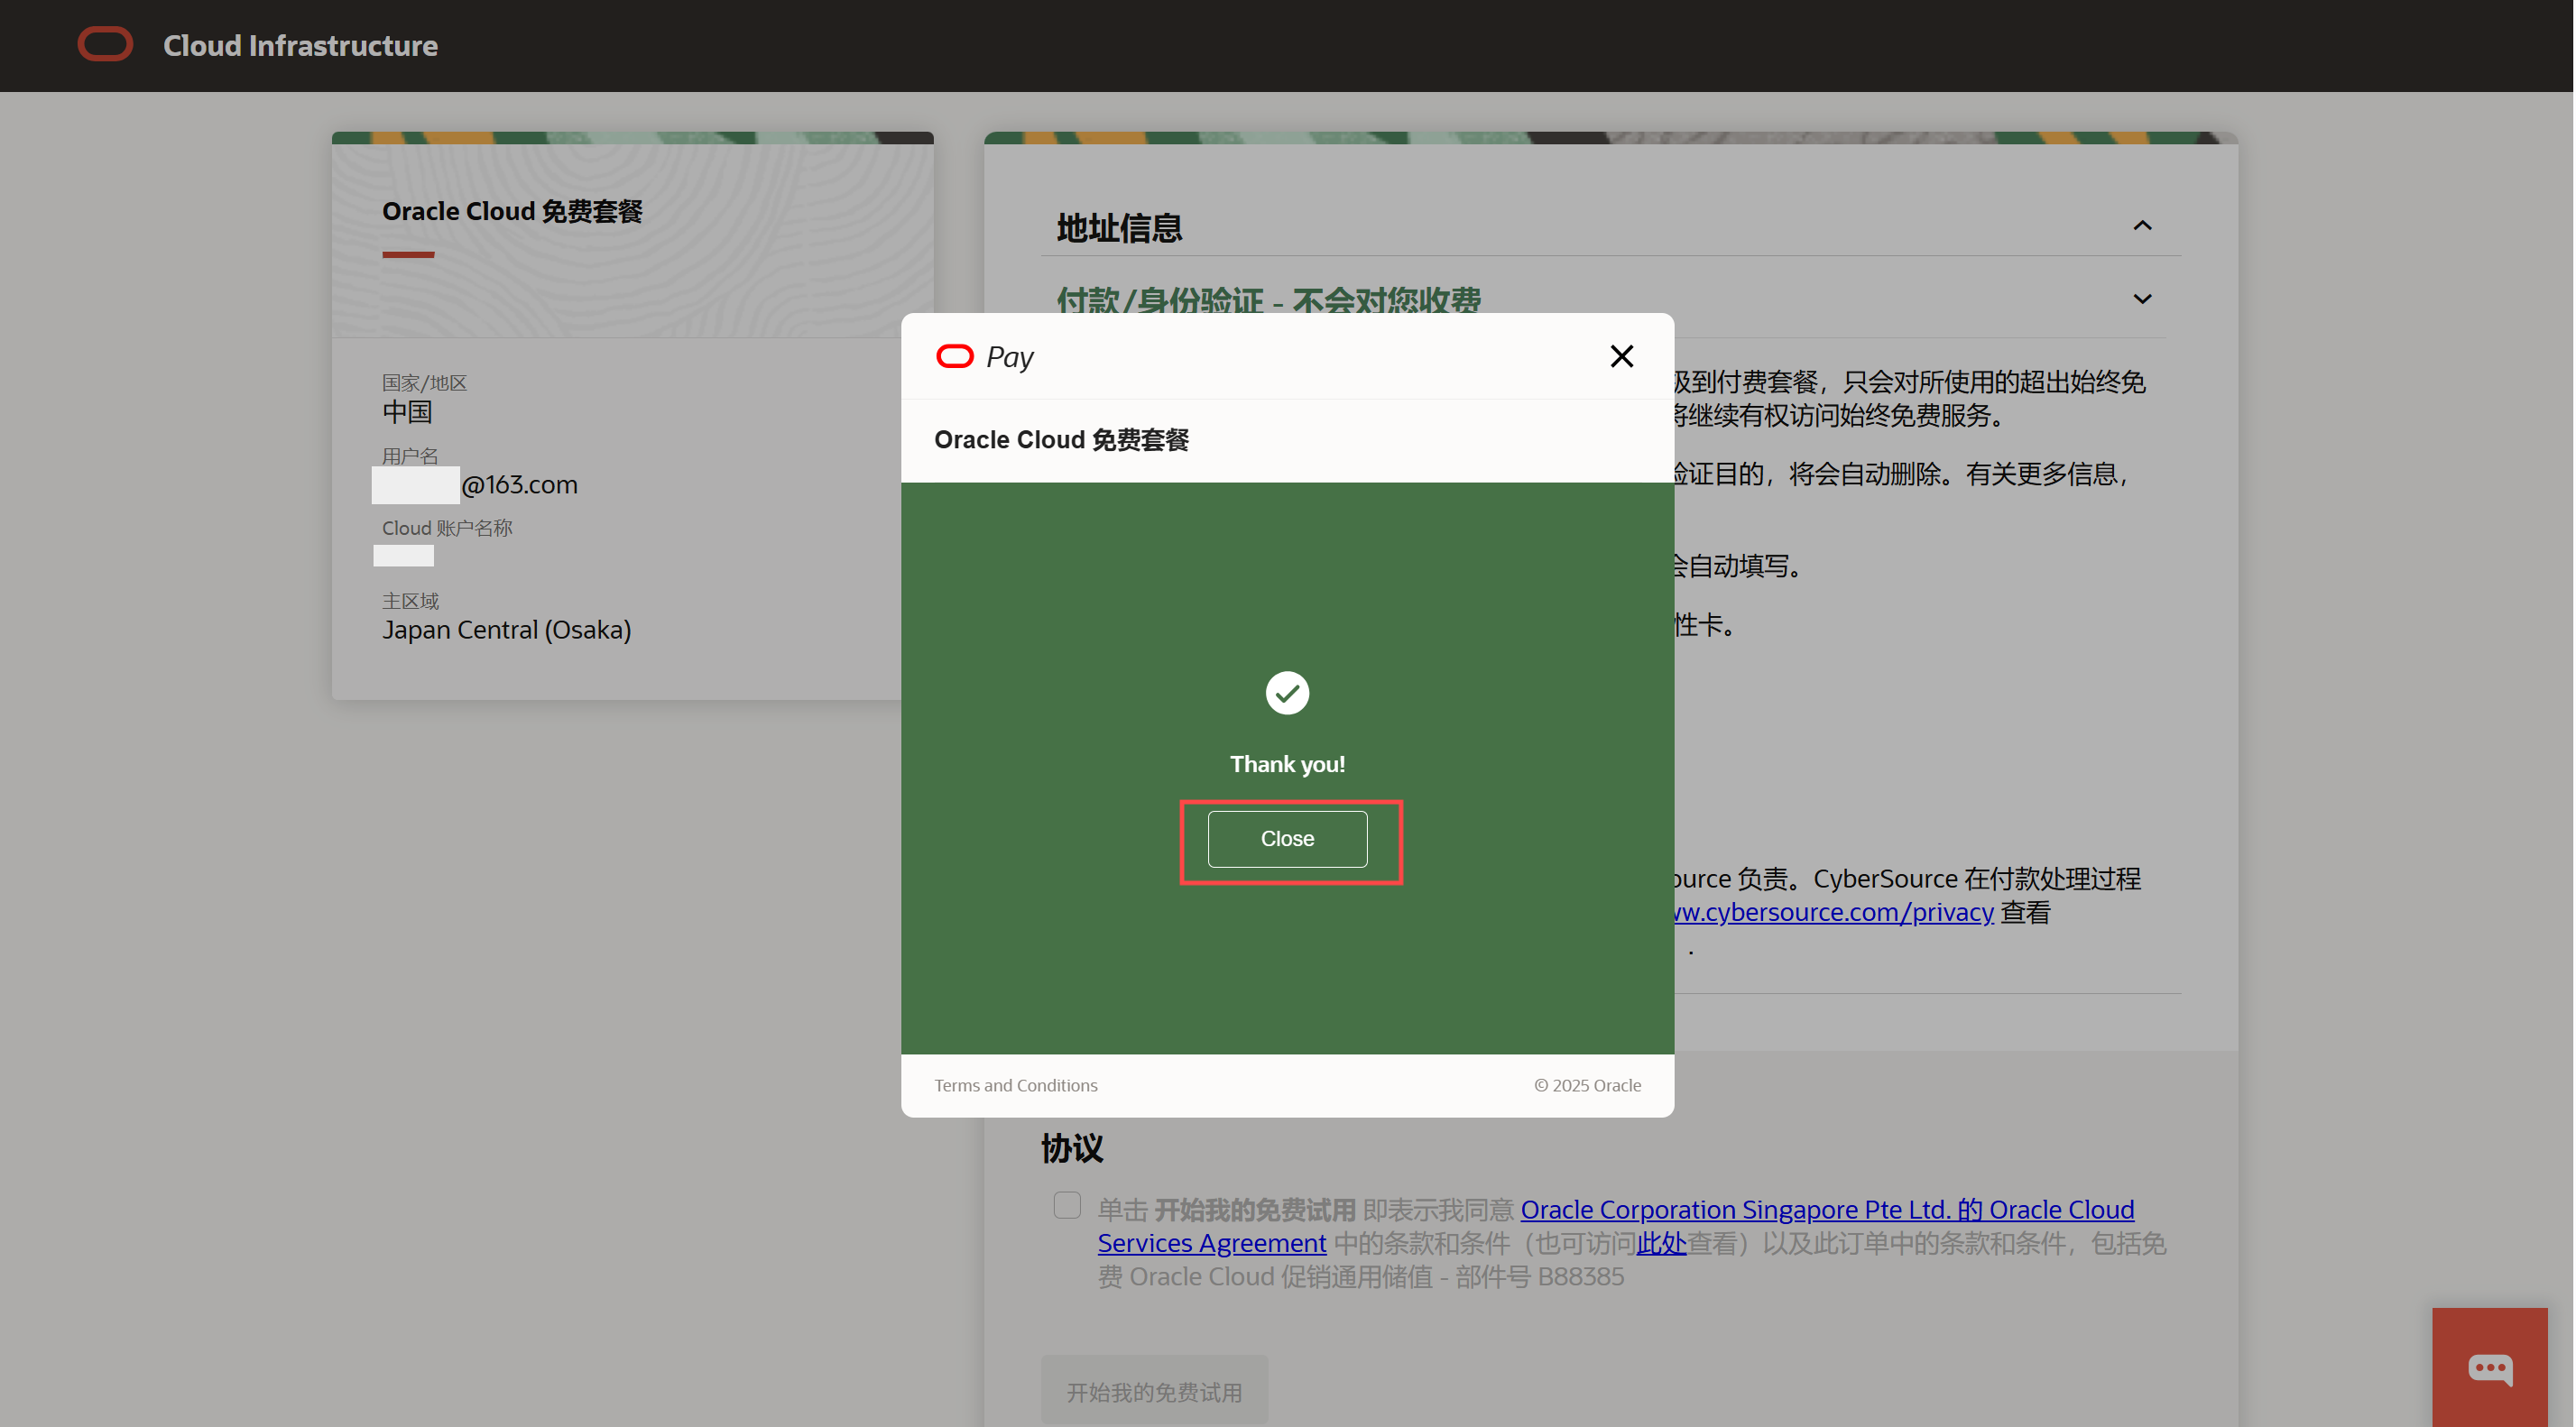 Cloud Infrastructure
Oracle Cloud 免费套餐
国家/地区
中国
用户名
@163.com
Cloud 账户名称
主区域
Japan Central (Osaka)
地址信息
付款/身份验证 - 不会对您收费
级到付费套餐，只会对所使用的超出始终免
将继续有权访问始终免费服务。
验证目的，将会自动删除。有关更多信息，
会自动填写。
性卡。
ource 负责。CyberSource 在付款处理过程
ww.cybersource.com/privacy 查看
.
Pay
Oracle Cloud 免费套餐
Thank you!
Close
Terms and Conditions
© 2025 Oracle
协议
单击 开始我的免费试用 即表示我同意 Oracle Corporation Singapore Pte Ltd. 的 Oracle Cloud
Services Agreement 中的条款和条件（也可访问此处查看）以及此订单中的条款和条件，包括免
费 Oracle Cloud 促销通用储值 - 部件号 B88385
开始我的免费试用